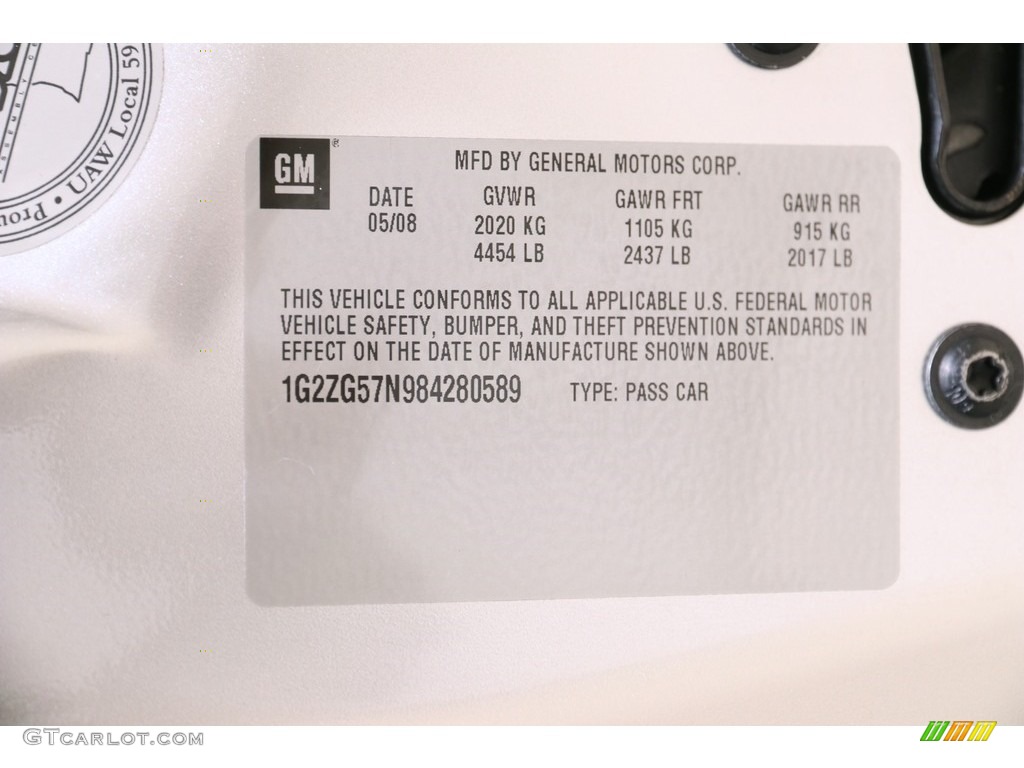 UAW Local 59
GM
MFD BY GENERAL MOTORS CORP.
DATE GVWR GAWR FRT GAWR RR
05/08 2020 KG 1105 KG 915 KG
4454 LB 2437 LB 2017 LB
THIS VEHICLE CONFORMS TO ALL APPLICABLE U.S. FEDERAL MOTOR
VEHICLE SAFETY, BUMPER, AND THEFT PREVENTION STANDARDS IN
EFFECT ON THE DATE OF MANUFACTURE SHOWN ABOVE.
1G2ZG57N984280589 TYPE: PASS CAR
GTCARLOT.COM